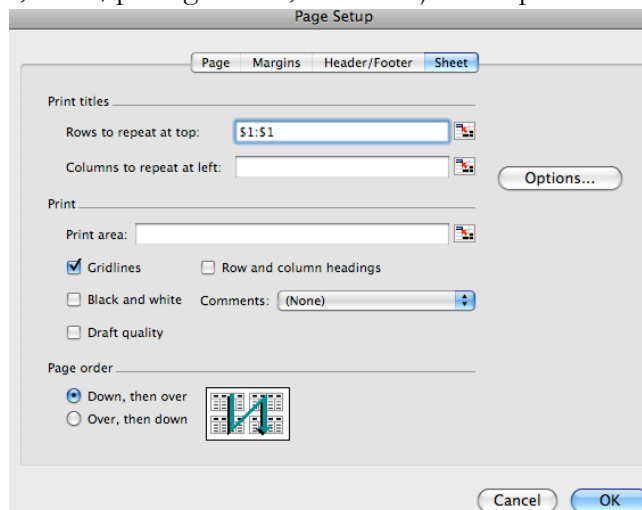 Page Setup
Page Margins Header/Footer Sheet
Print titles
Rows to repeat at top: $1:$1
Columns to repeat at left:
Options...
Print
Print area:
Gridlines Row and column headings
Black and white Comments: (None)
Draft quality
Page order
Down, then over
Over, then down
Cancel OK